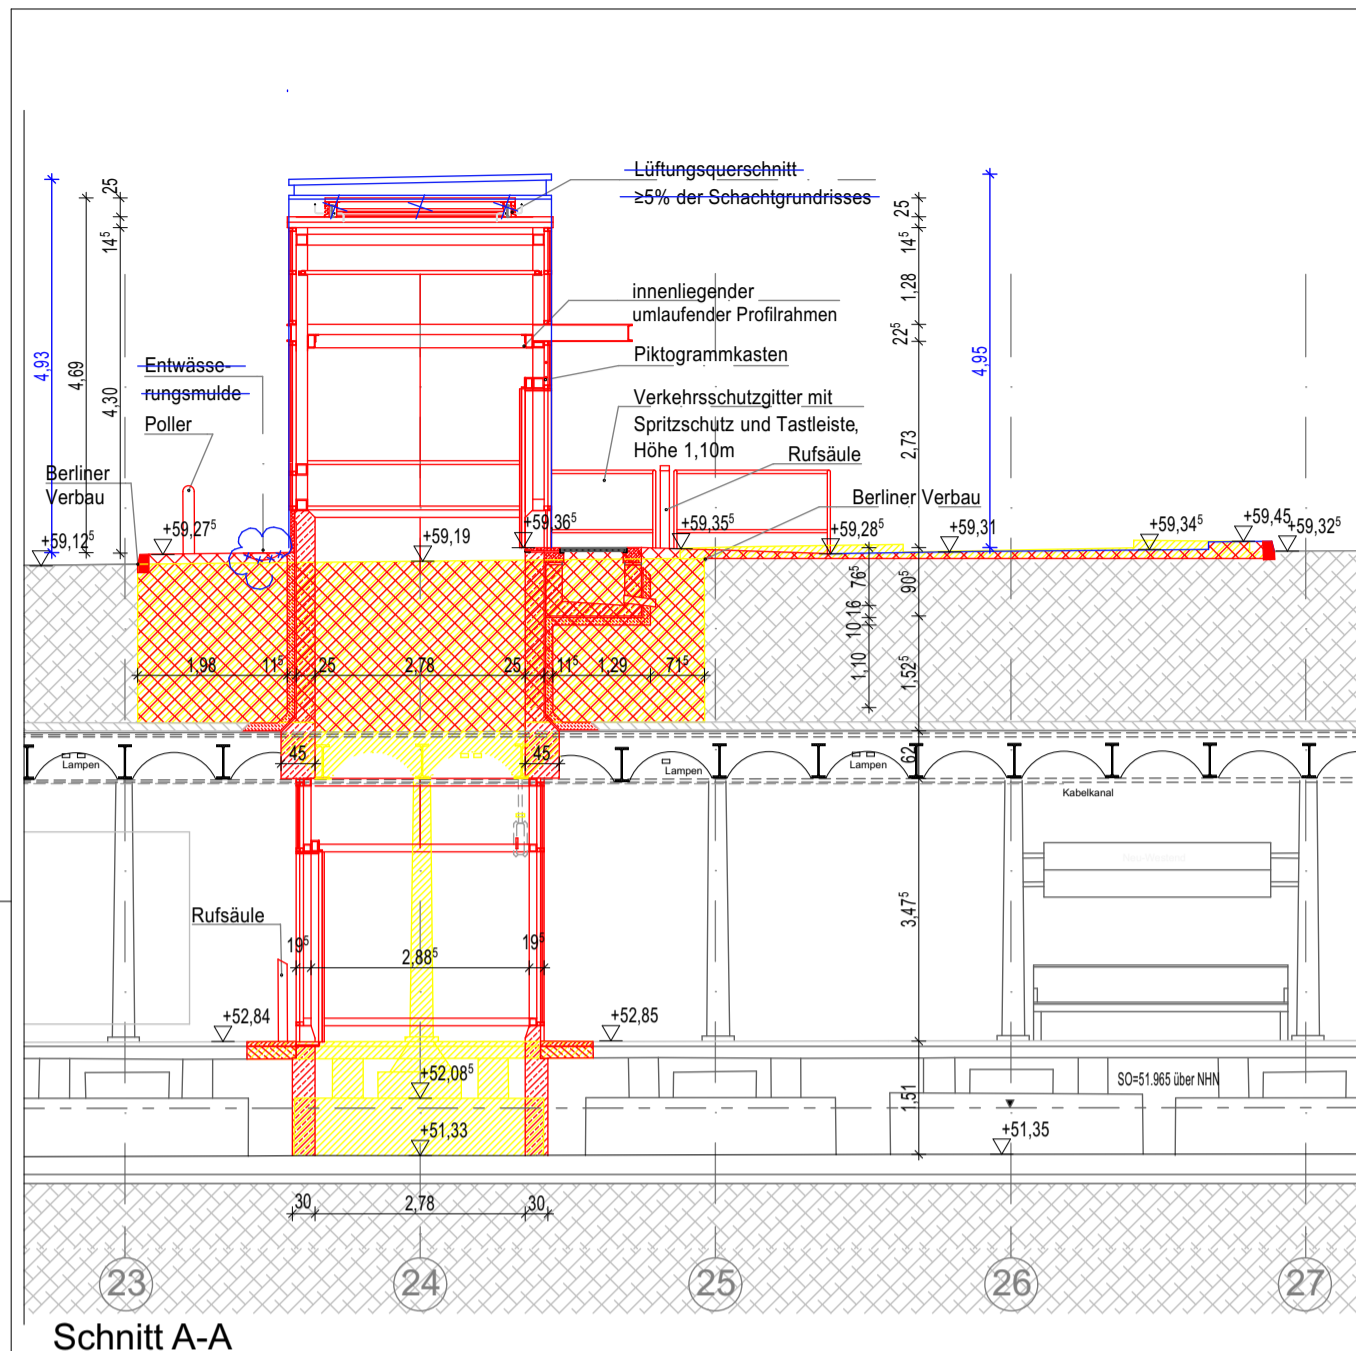 Lüftungsquerschnitt
≥5% der Schachtgrundrisses
25
14⁵
4,93
4,69
4,30
25
14⁵
1,28
22⁵
4,95
2,73
innenliegender
umlaufender Profilrahmen
Piktogrammkasten
Entwässe-
rungsmulde
Poller
Verkehrsschutzgitter mit
Spritzschutz und Tastleiste,
Höhe 1,10m
Rufsäule
Berliner
Verbau
Berliner Verbau
+59,12⁵
+59,27⁵
+59,19
+59,36⁵
+59,35⁵
+59,28⁵
+59,31
+59,34⁵
+59,45
+59,32⁵
76⁵
16
10
1,10
90⁵
1,52⁵
1,98
11⁵
25
2,78
25
11⁵
1,29
71⁵
45
45
62
Lampen
Lampen
Lampen
Kabelkanal
3,47⁵
Rufsäule
19⁵
2,88⁵
19⁵
+52,84
+52,85
+52,08⁵
SO=51.965 über NHN
1,51
+51,33
+51,35
30
2,78
30
23
24
25
26
27
Schnitt A-A